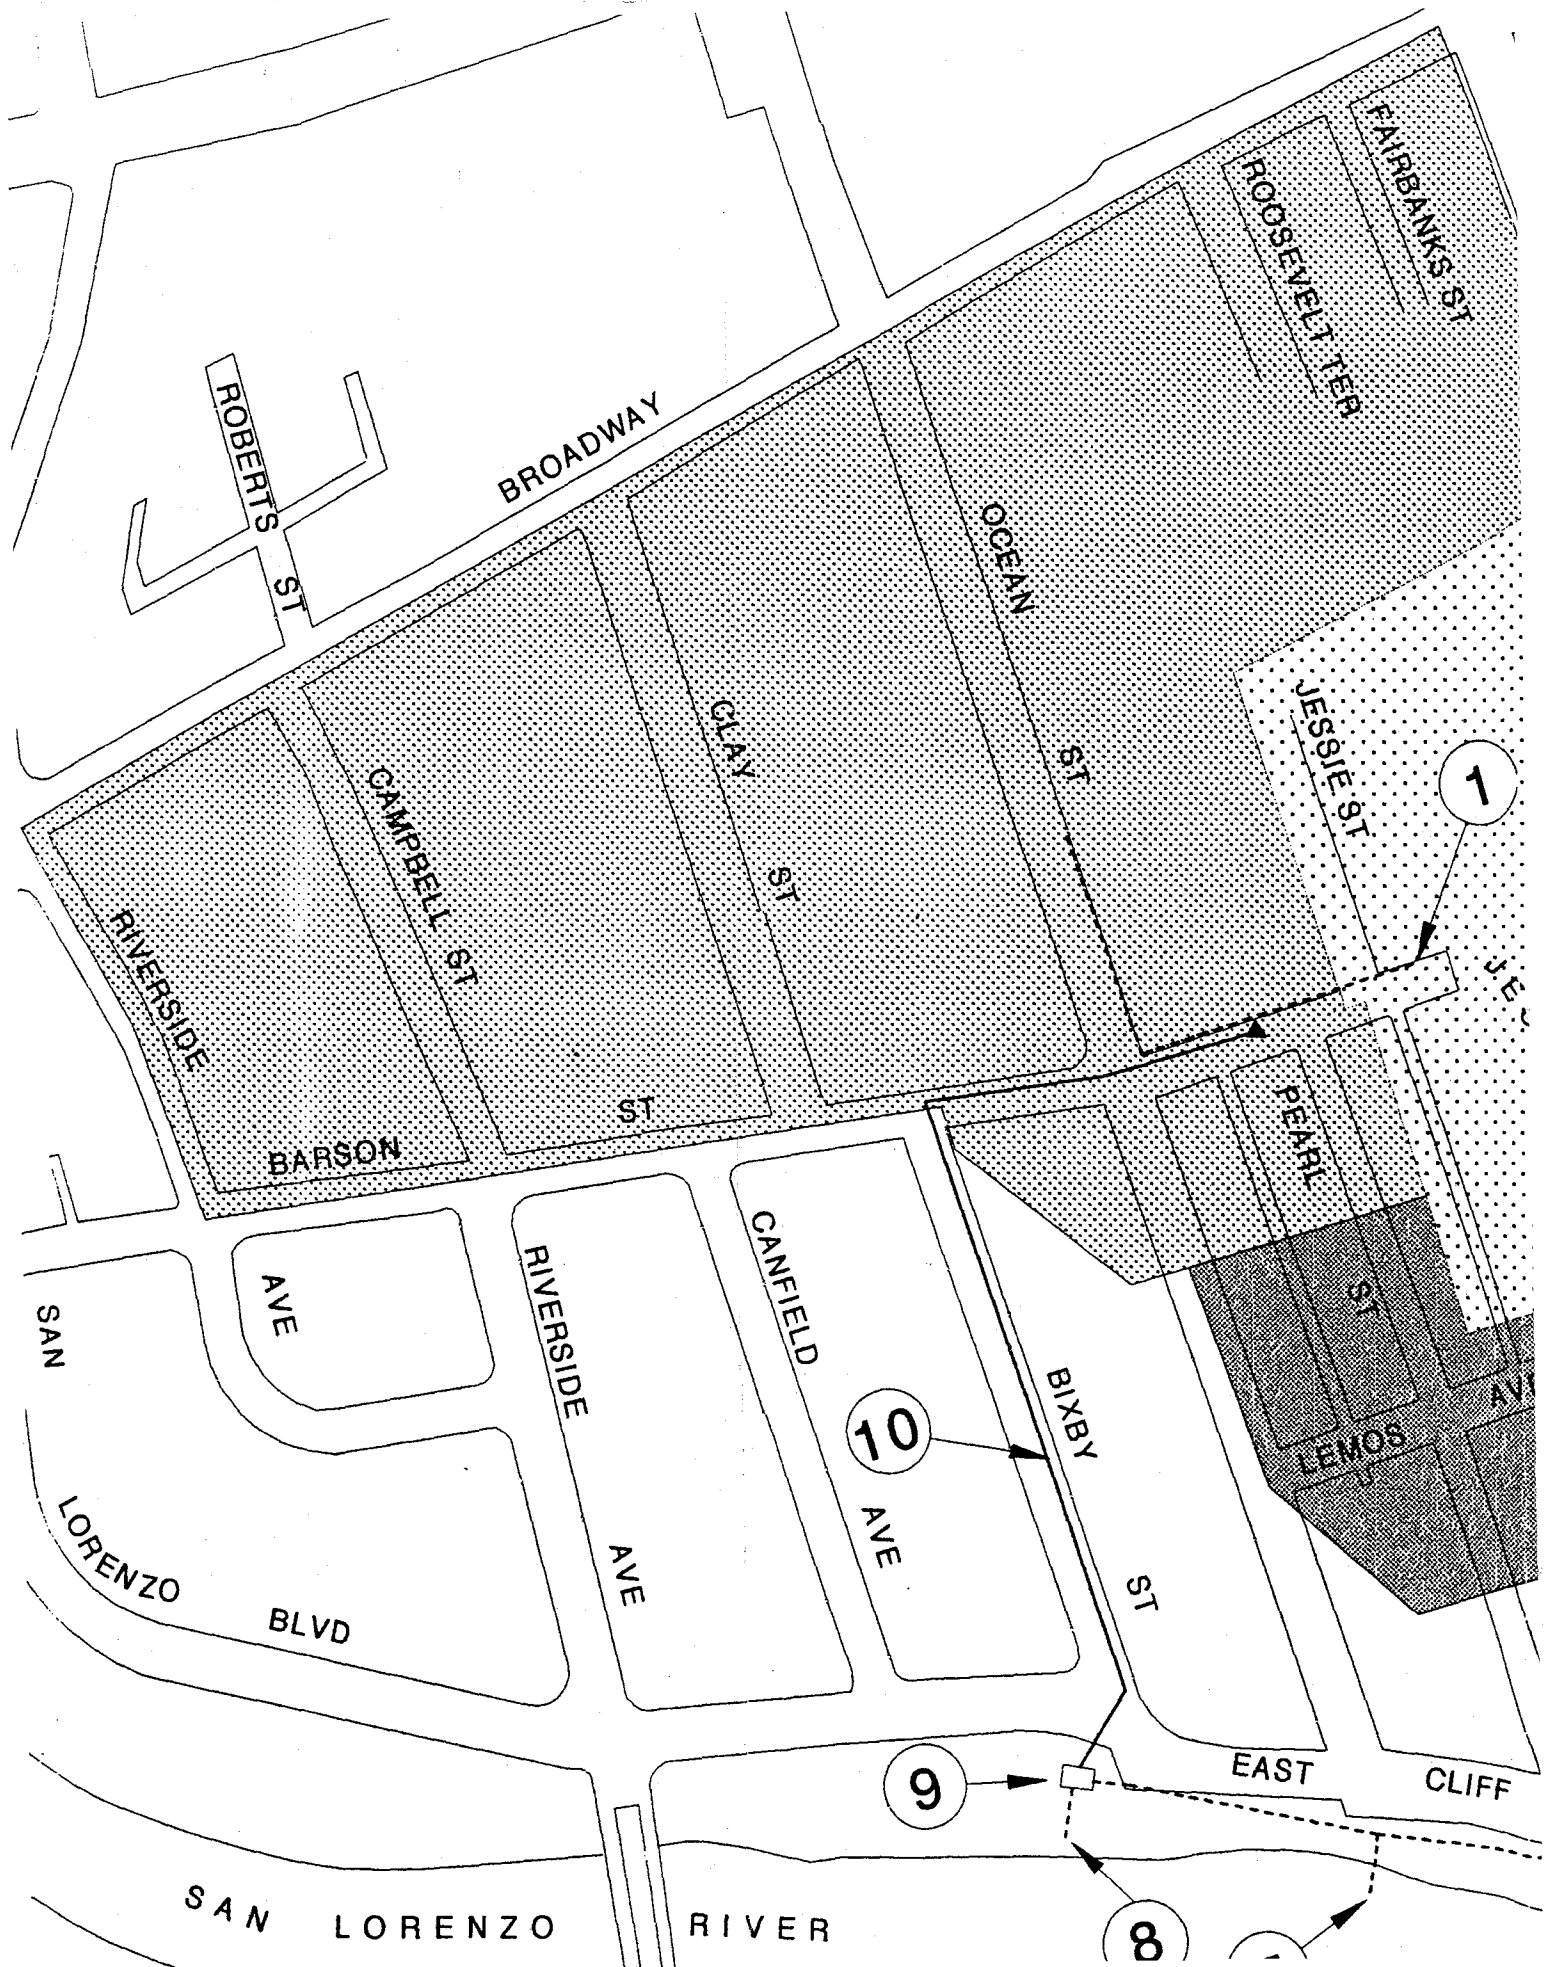 FAIRBANKS ST
ROOSEVELT TER
ROBERTS
ST
BROADWAY
OCEAN
ST
JESSIE ST
1
CLAY
ST
CAMPBELL ST
RIVERSIDE
BARSON
ST
PEARL
ST
AVE
RIVERSIDE
AVE
CANFIELD
AVE
BIXBY
ST
10
LEMOS
SAN
LORENZO
BLVD
9
EAST
CLIFF
8
SAN LORENZO RIVER